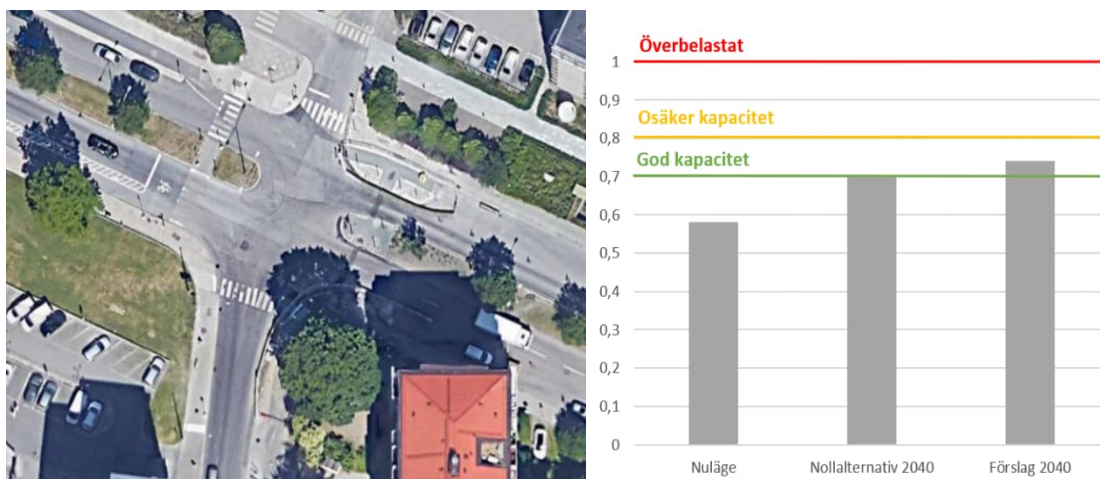 Överbelastat
1
0,9
Osäker kapacitet
0,8
God kapacitet
0,7
0,6
0,5
0,4
0,3
0,2
0,1
0
Nuläge
Nollalternativ 2040
Förslag 2040